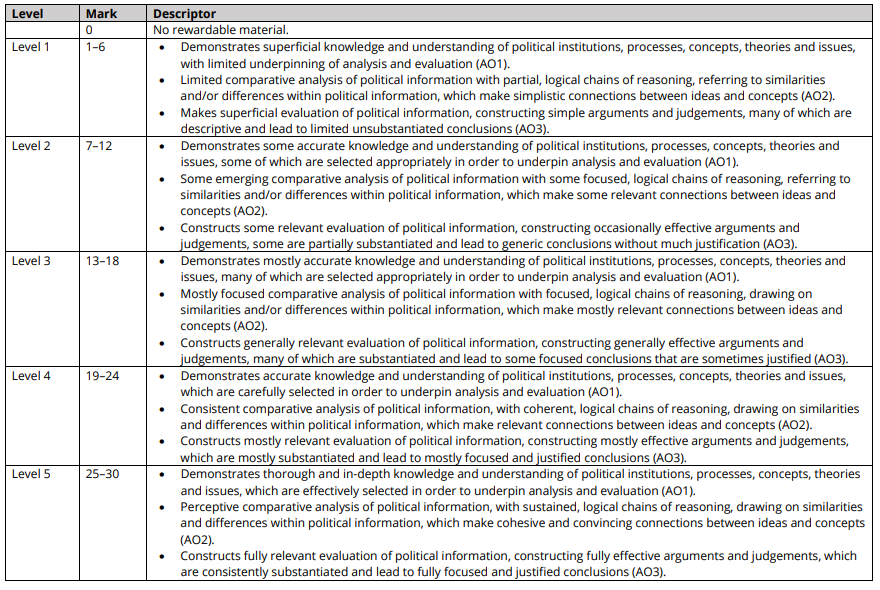 Level Mark Descriptor
0 No rewardable material.
Level 1 1–6 • Demonstrates superficial knowledge and understanding of political institutions, processes, concepts, theories and issues,
with limited underpinning of analysis and evaluation (AO1).
• Limited comparative analysis of political information with partial, logical chains of reasoning, referring to similarities
and/or differences within political information, which make simplistic connections between ideas and concepts (AO2).
• Makes superficial evaluation of political information, constructing simple arguments and judgements, many of which are
descriptive and lead to limited unsubstantiated conclusions (AO3).
Level 2 7–12 • Demonstrates some accurate knowledge and understanding of political institutions, processes, concepts, theories and
issues, some of which are selected appropriately in order to underpin analysis and evaluation (AO1).
• Some emerging comparative analysis of political information with some focused, logical chains of reasoning, referring to
similarities and/or differences within political information, which make some relevant connections between ideas and
concepts (AO2).
• Constructs some relevant evaluation of political information, constructing occasionally effective arguments and
judgements, some are partially substantiated and lead to generic conclusions without much justification (AO3).
Level 3 13–18 • Demonstrates mostly accurate knowledge and understanding of political institutions, processes, concepts, theories and
issues, many of which are selected appropriately in order to underpin analysis and evaluation (AO1).
• Mostly focused comparative analysis of political information with focused, logical chains of reasoning, drawing on
similarities and/or differences within political information, which make mostly relevant connections between ideas and
concepts (AO2).
• Constructs generally relevant evaluation of political information, constructing generally effective arguments and
judgements, many of which are substantiated and lead to some focused conclusions that are sometimes justified (AO3).
Level 4 19–24 • Demonstrates accurate knowledge and understanding of political institutions, processes, concepts, theories and issues,
which are carefully selected in order to underpin analysis and evaluation (AO1).
• Consistent comparative analysis of political information, with coherent, logical chains of reasoning, drawing on similarities
and differences within political information, which make relevant connections between ideas and concepts (AO2).
• Constructs mostly relevant evaluation of political information, constructing mostly effective arguments and judgements,
which are mostly substantiated and lead to mostly focused and justified conclusions (AO3).
Level 5 25–30 • Demonstrates thorough and in-depth knowledge and understanding of political institutions, processes, concepts, theories
and issues, which are effectively selected in order to underpin analysis and evaluation (AO1).
• Perceptive comparative analysis of political information, with sustained, logical chains of reasoning, drawing on similarities
and differences within political information, which make cohesive and convincing connections between ideas and concepts
(AO2).
• Constructs fully relevant evaluation of political information, constructing fully effective arguments and judgements, which
are consistently substantiated and lead to fully focused and justified conclusions (AO3).